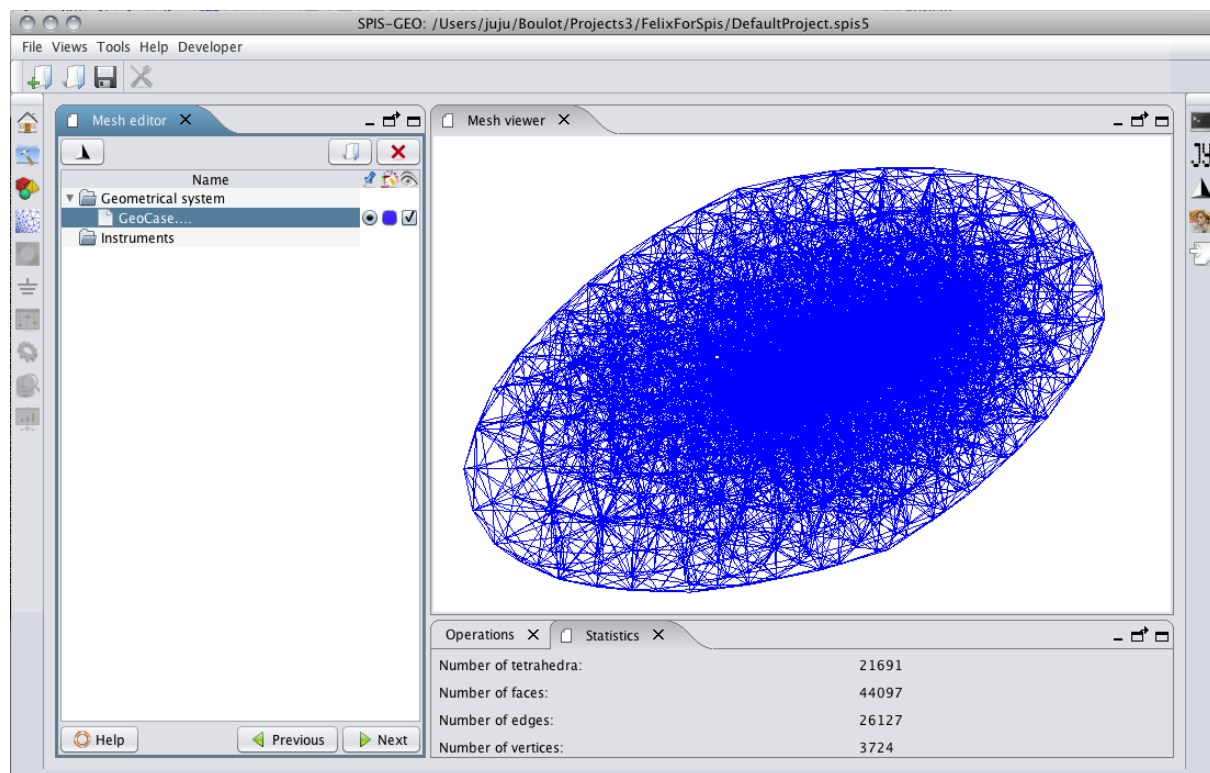 SPIS-GEO: /Users/juju/Boulot/Projects3/FelixForSpis/DefaultProject.spis5
File Views Tools Help Developer
Mesh editor
Mesh viewer
Name
Geometrical system
GeoCase....
Instruments
Operations
Statistics
Number of tetrahedra: 21691
Number of faces: 44097
Number of edges: 26127
Number of vertices: 3724
Help
Previous
Next